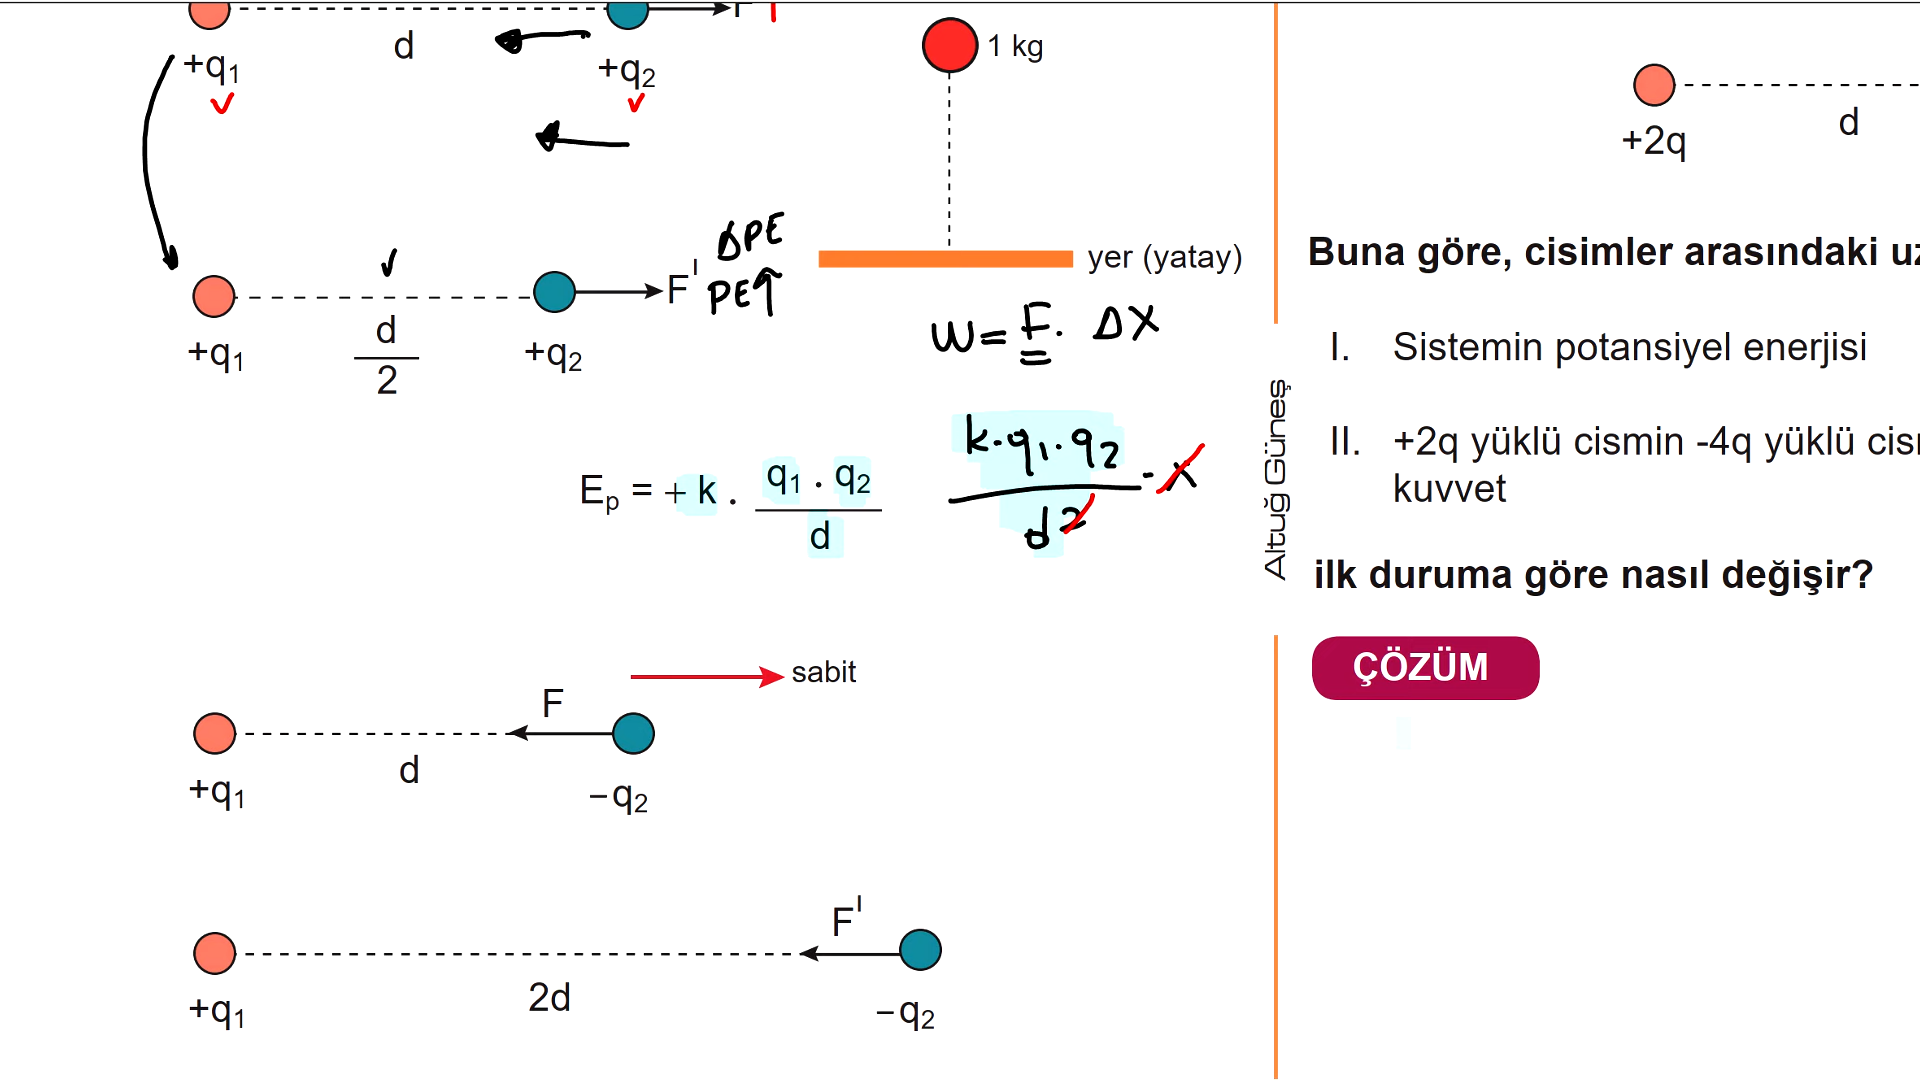 F
d
+q1
+q2
1 kg
ΔPE
F'
PE↑
yer (yatay)
d
2
+q1
+q2
W = F . ΔX
Ep = + k . q1 . q2
d
k.q1.q2 . x
d2
sabit
F
d
+q1
−q2
F'
2d
+q1
−q2
Altuğ Güneş
+2q
d
Buna göre, cisimler arasındaki
I. Sistemin potansiyel enerjisi
II. +2q yüklü cismin -4q yüklü
kuvvet
ilk duruma göre nasıl değişir?
ÇÖZÜM